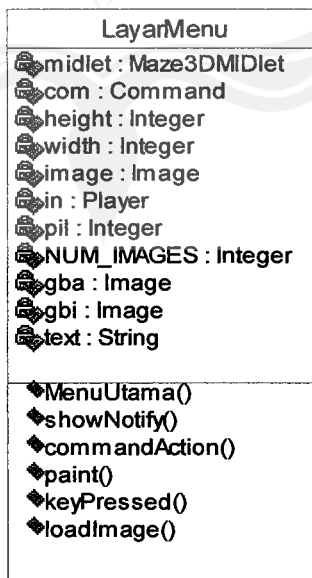 LayarMenu
midlet : Maze3DMIDlet
com : Command
height : Integer
width : Integer
image : Image
in : Player
pil : Integer
NUM_IMAGES : Integer
gba : Image
gbi : Image
text : String
MenuUtama()
showNotify()
commandAction()
paint()
keyPressed()
loadImage()